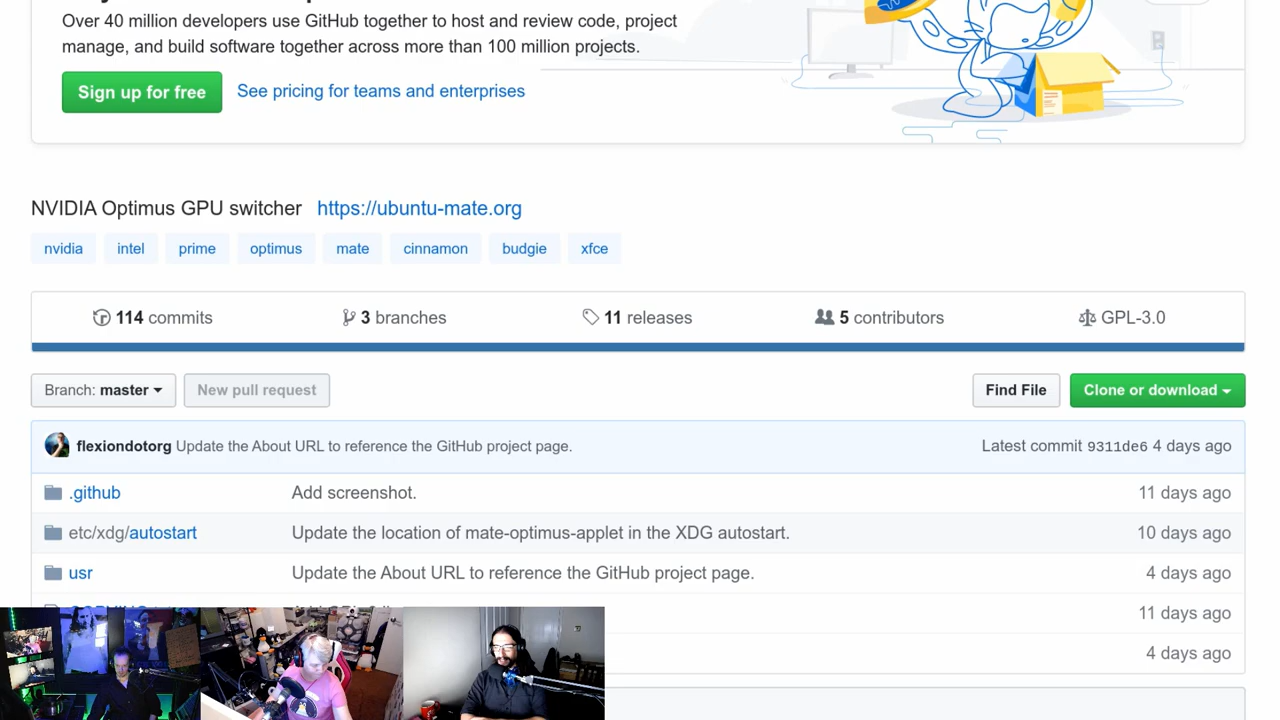 Over 40 million developers use GitHub together to host and review code, project
manage, and build software together across more than 100 million projects.
Sign up for free
See pricing for teams and enterprises
NVIDIA Optimus GPU switcher https://ubuntu-mate.org
nvidia intel prime optimus mate cinnamon budgie xfce
114 commits 3 branches 11 releases 5 contributors GPL-3.0
Branch: master New pull request Find File Clone or download
flexiondotorg Update the About URL to reference the GitHub project page. Latest commit 9311de6 4 days ago
.github Add screenshot. 11 days ago
etc/xdg/autostart Update the location of mate-optimus-applet in the XDG autostart. 10 days ago
usr Update the About URL to reference the GitHub project page. 4 days ago
11 days ago
4 days ago